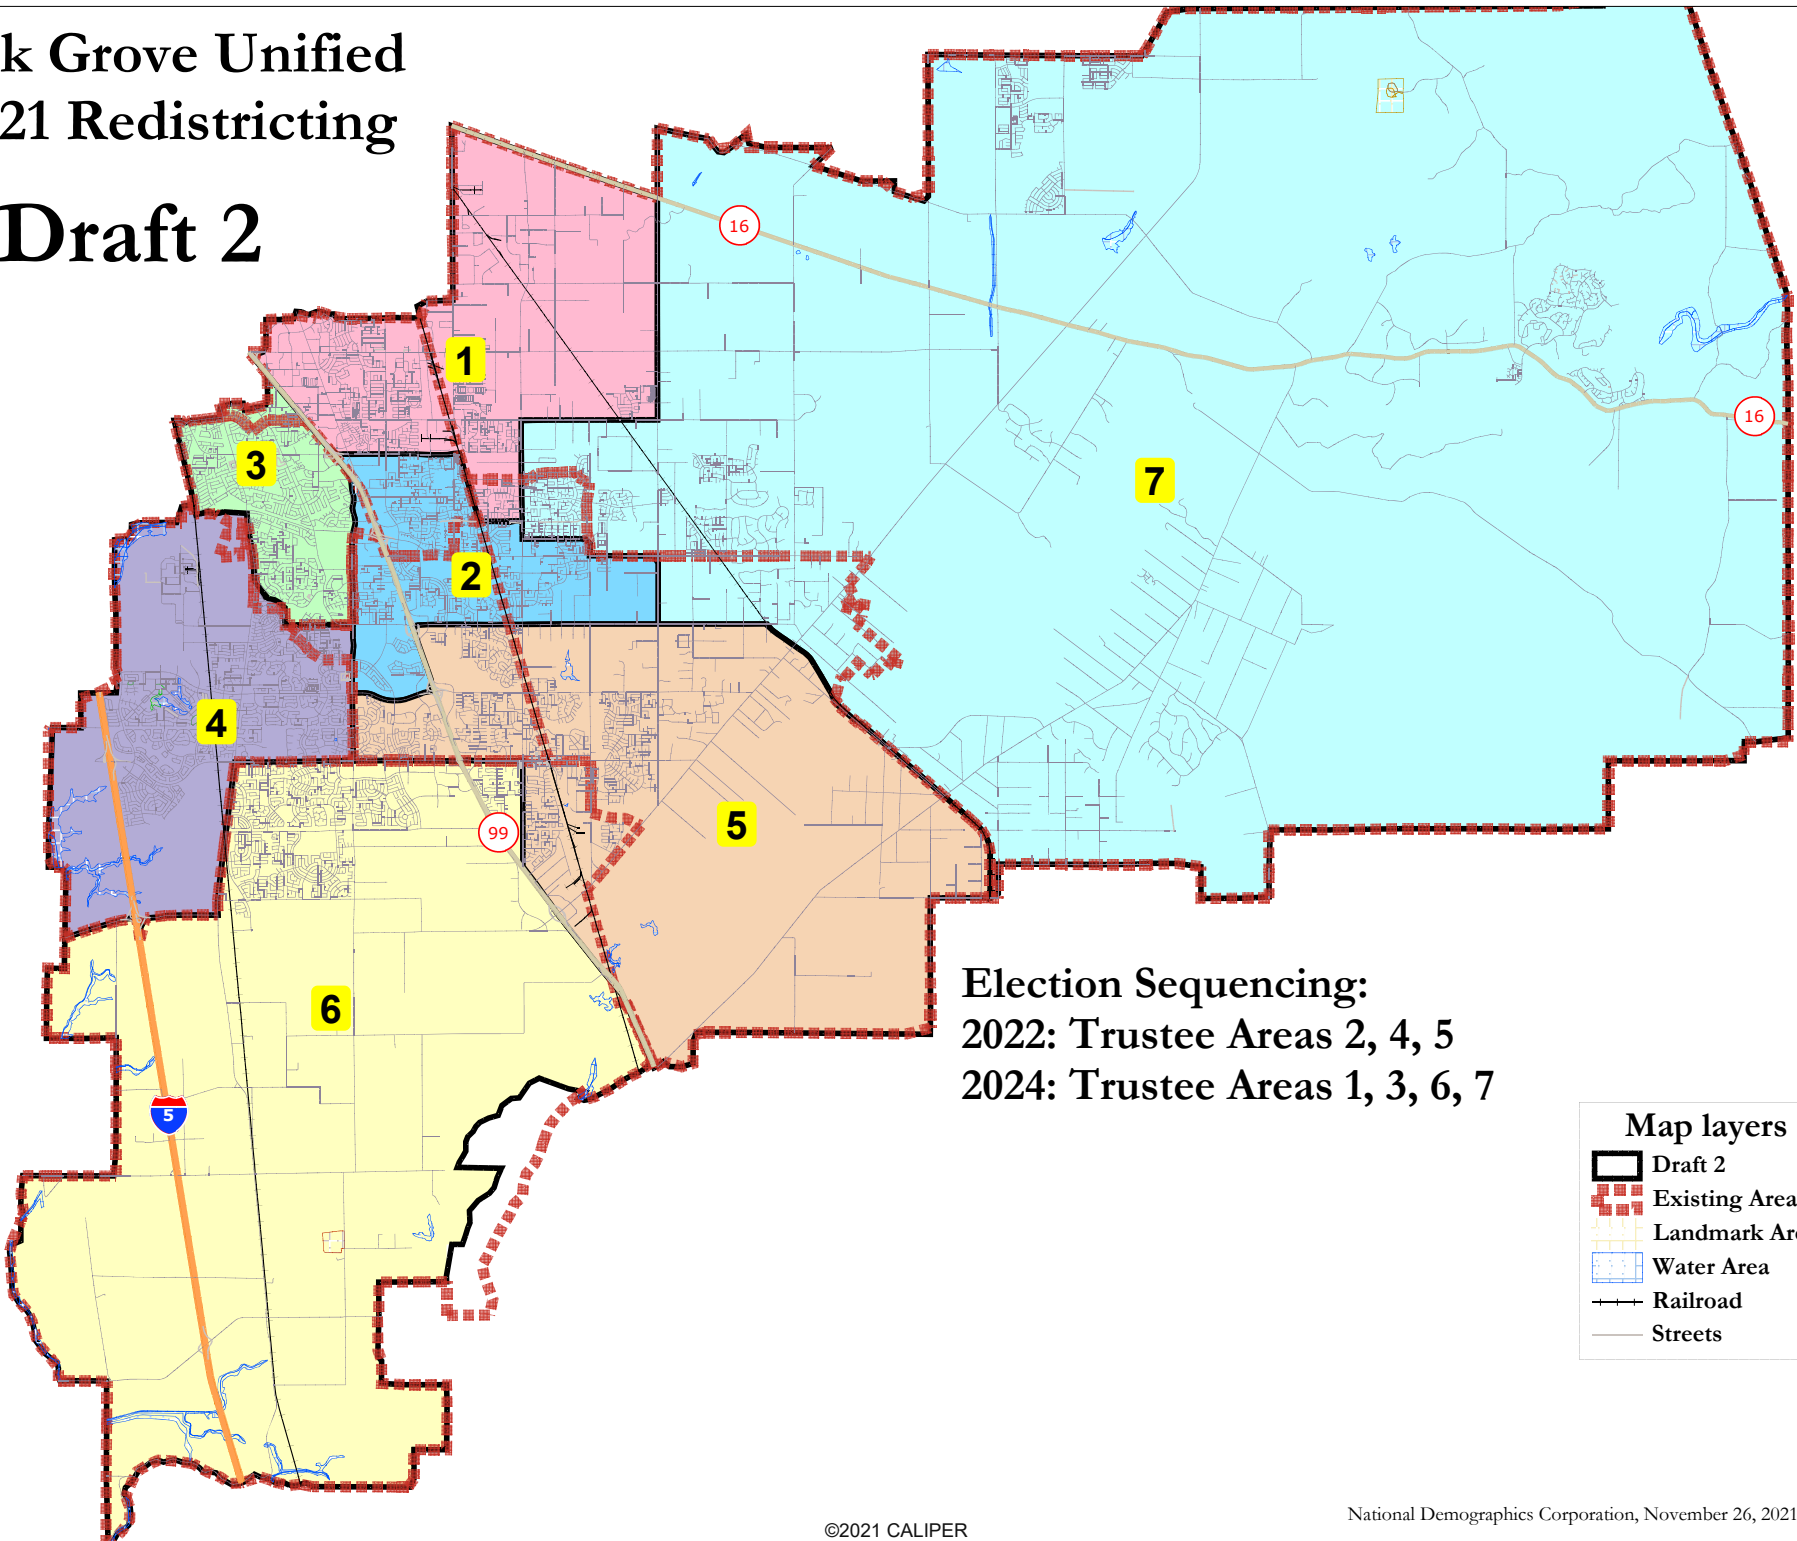 k Grove Unified
21 Redistricting
Draft 2
16
1
16
3
7
2
4
5
99
6
5
Election Sequencing:
2022: Trustee Areas 2, 4, 5
2024: Trustee Areas 1, 3, 6, 7
Map layers
Draft 2
Existing Area
Landmark Are
Water Area
Railroad
Streets
National Demographics Corporation, November 26, 2021
©2021 CALIPER